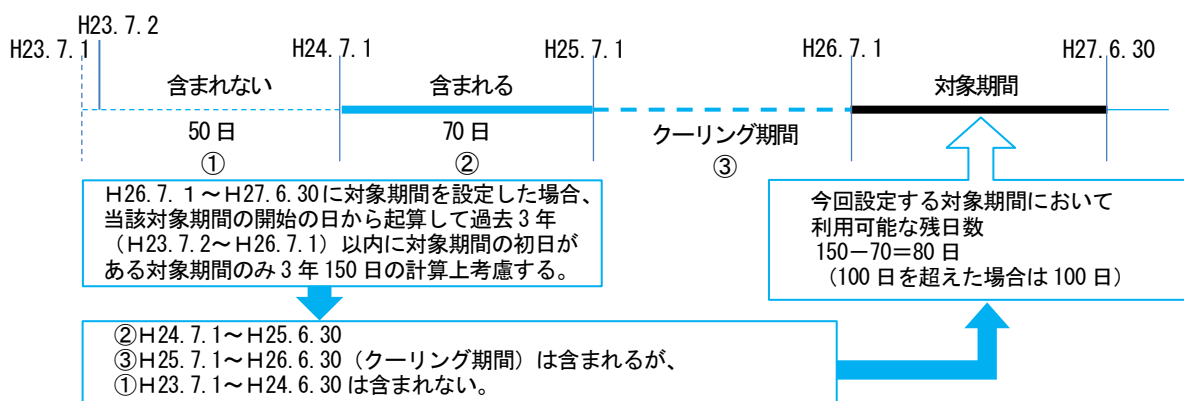 H23.7.2
H23.7.1
H24.7.1
H25.7.1
H26.7.1
H27.6.30
含まれない
含まれる
対象期間
50日
70日
クーリング期間
①
②
③
H26.7.1～H27.6.30に対象期間を設定した場合、
当該対象期間の開始の日から起算して過去3年
（H23.7.2～H26.7.1）以内に対象期間の初日が
ある対象期間のみ3年150日の計算上考慮する。
今回設定する対象期間において
利用可能な残日数
150－70＝80日
（100日を超えた場合は100日）
②H24.7.1～H25.6.30
③H25.7.1～H26.6.30（クーリング期間）は含まれるが、
①H23.7.1～H24.6.30は含まれない。